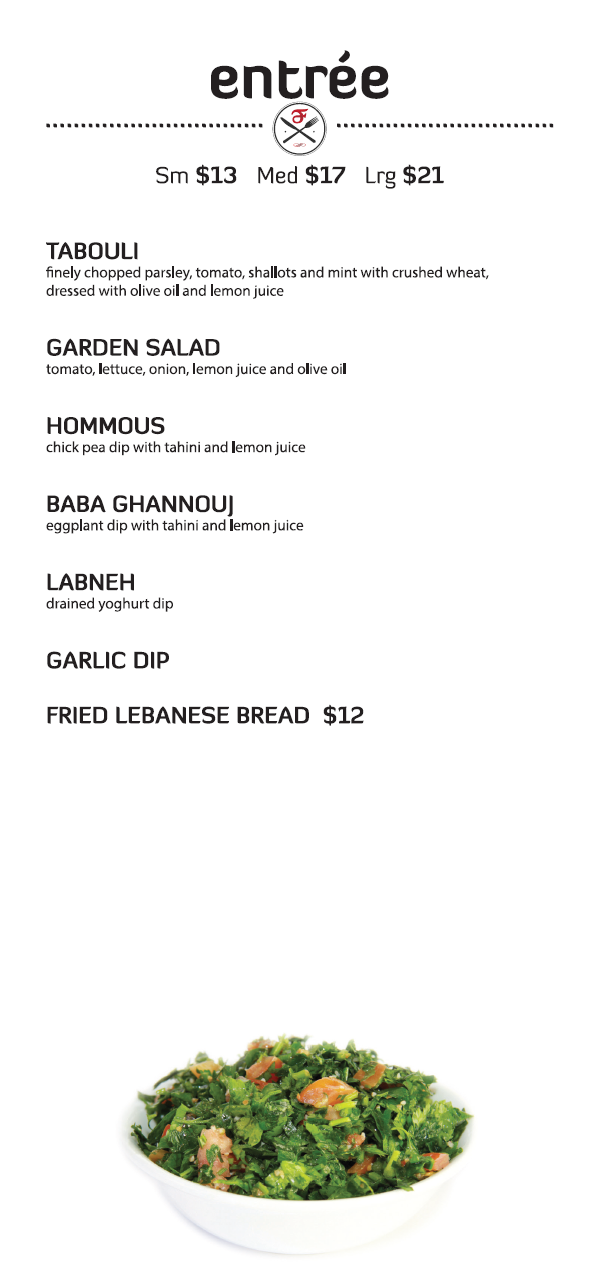 entrée
Sm $13 Med $17 Lrg $21
TABOULI
finely chopped parsley, tomato, shallots and mint with crushed wheat,
dressed with olive oil and lemon juice
GARDEN SALAD
tomato, lettuce, onion, lemon juice and olive oil
HOMMOUS
chick pea dip with tahini and lemon juice
BABA GHANNOUJ
eggplant dip with tahini and lemon juice
LABNEH
drained yoghurt dip
GARLIC DIP
FRIED LEBANESE BREAD $12